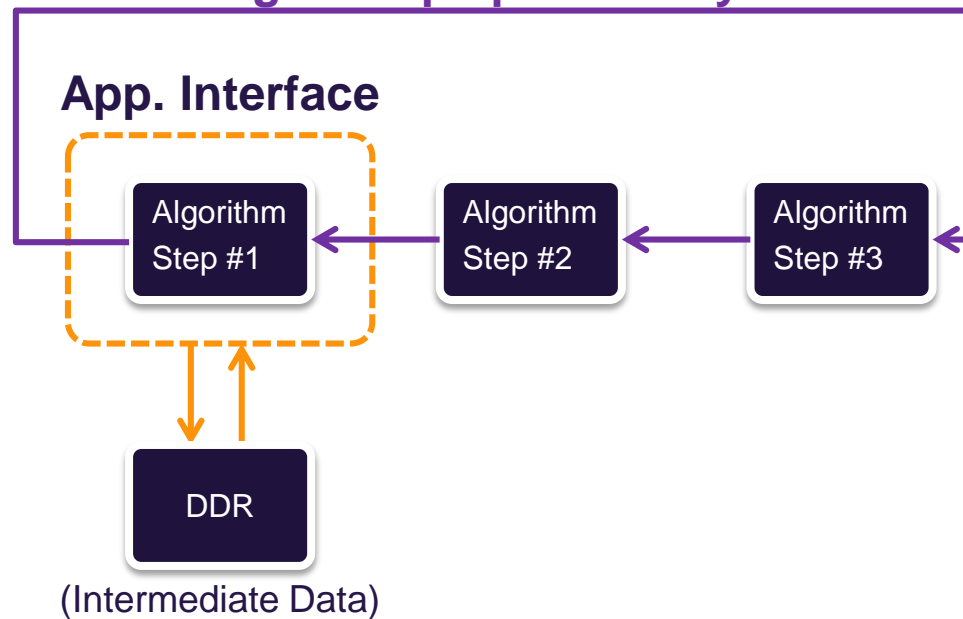 App. Interface
Algorithm
Step #1
Algorithm
Step #2
Algorithm
Step #3
DDR
(Intermediate Data)